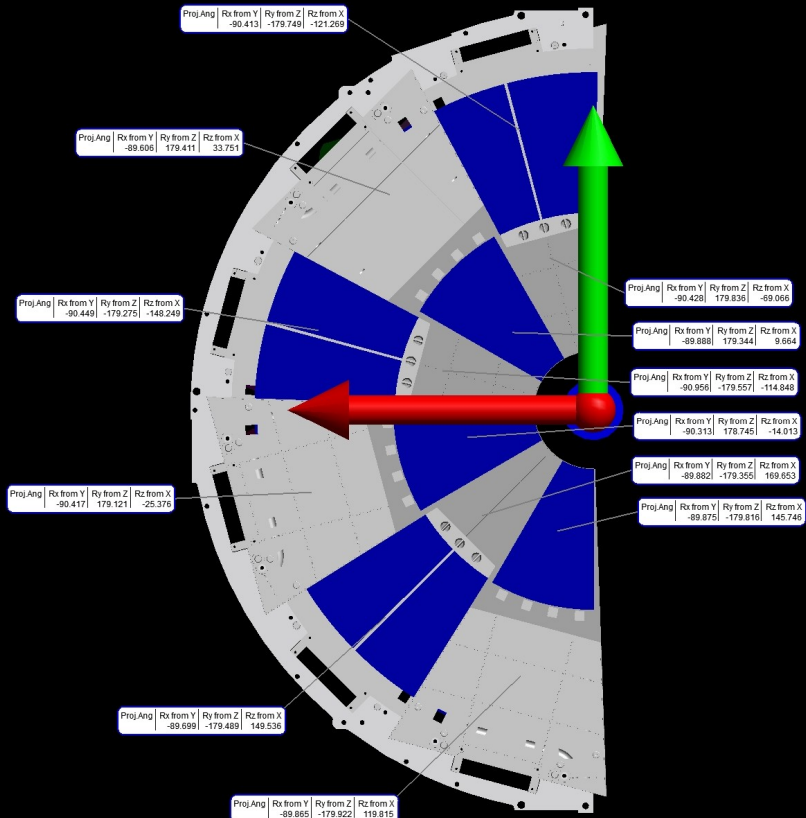 Proj.Ang Rx from Y Ry from Z Rz from X
-90.413 -179.749 -121.269
Proj.Ang Rx from Y Ry from Z Rz from X
-89.606 179.411 33.751
Proj.Ang Rx from Y Ry from Z Rz from X
-90.428 179.836 -69.066
Proj.Ang Rx from Y Ry from Z Rz from X
-90.449 -179.275 -148.249
Proj.Ang Rx from Y Ry from Z Rz from X
-89.888 179.344 9.664
Proj.Ang Rx from Y Ry from Z Rz from X
-90.956 -179.557 -114.848
Proj.Ang Rx from Y Ry from Z Rz from X
-90.313 178.745 -14.013
Proj.Ang Rx from Y Ry from Z Rz from X
-89.882 -179.355 169.653
Proj.Ang Rx from Y Ry from Z Rz from X
-90.417 179.121 -25.376
Proj.Ang Rx from Y Ry from Z Rz from X
-89.875 -179.816 145.746
Proj.Ang Rx from Y Ry from Z Rz from X
-89.699 -179.489 149.536
Proj.Ang Rx from Y Ry from Z Rz from X
-89.865 -179.922 119.815